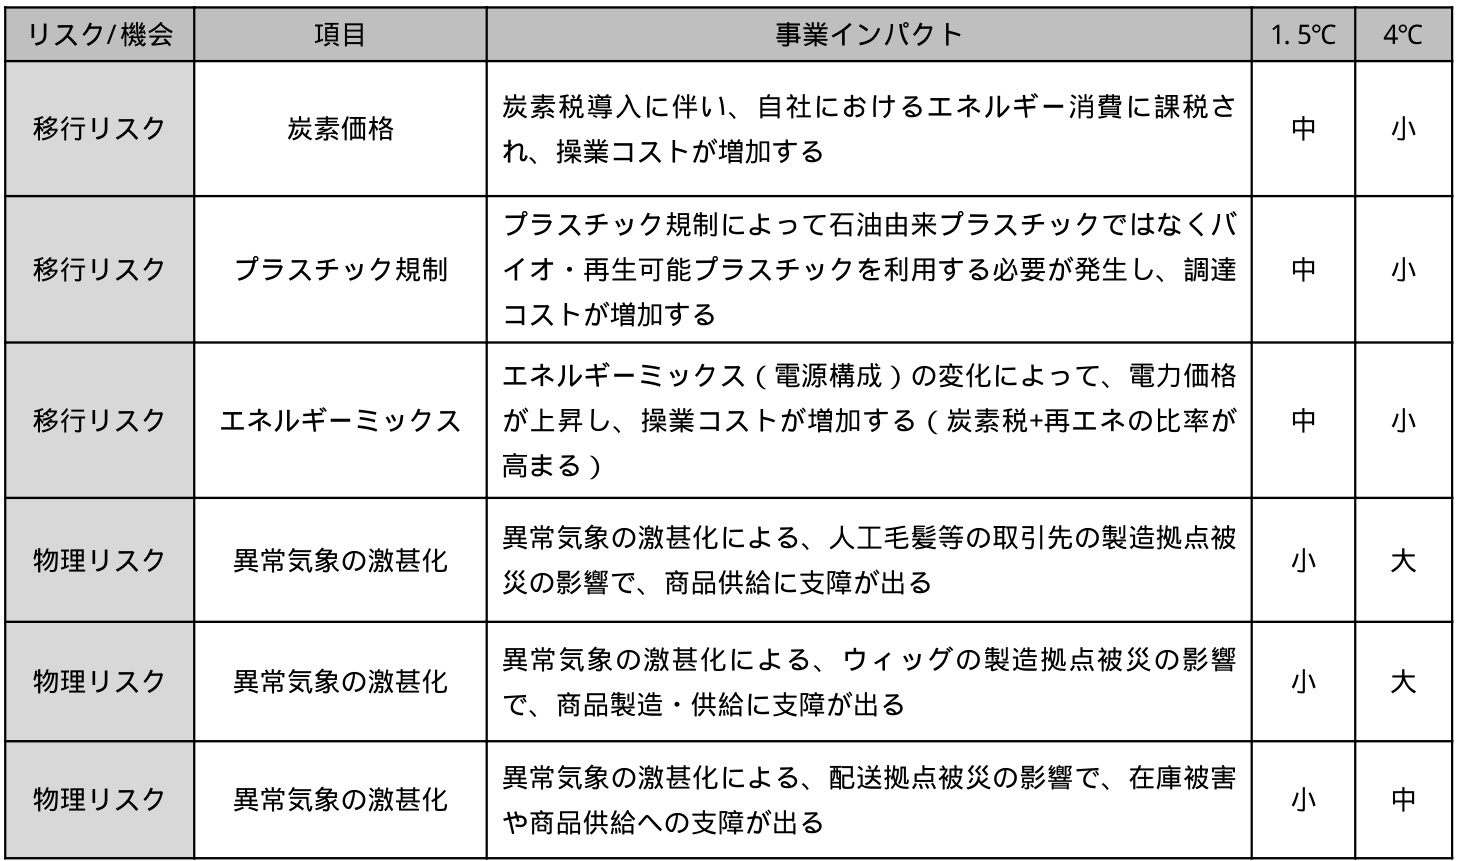 リスク/機会 項目 事業インパクト 1.5℃ 4℃
移行リスク 炭素価格 炭素税導入に伴い、自社におけるエネルギー消費に課税さ
れ、操業コストが増加する 中 小
移行リスク プラスチック規制 プラスチック規制によって石油由来プラスチックではなくバ
イオ・再生可能プラスチックを利用する必要が発生し、調達
コストが増加する 中 小
移行リスク エネルギーミックス エネルギーミックス(電源構成)の変化によって、電力価格
が上昇し、操業コストが増加する(炭素税+再エネの比率が
高まる) 中 小
物理リスク 異常気象の激甚化 異常気象の激甚化による、人工毛髪等の取引先の製造拠点被
災の影響で、商品供給に支障が出る 小 大
物理リスク 異常気象の激甚化 異常気象の激甚化による、ウィッグの製造拠点被災の影響
で、商品製造・供給に支障が出る 小 大
物理リスク 異常気象の激甚化 異常気象の激甚化による、配送拠点被災の影響で、在庫被害
や商品供給への支障が出る 小 中